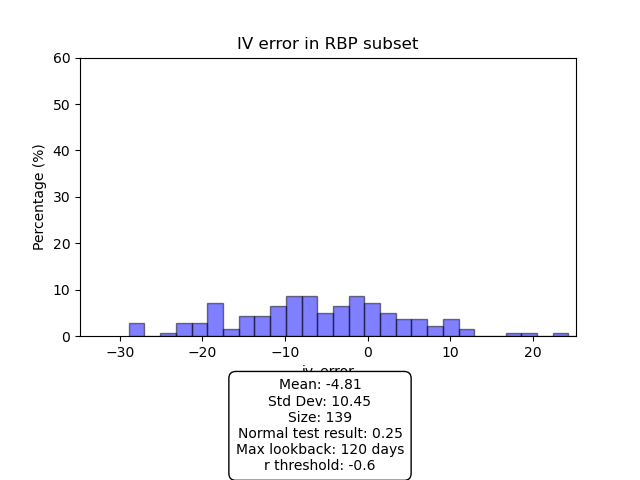 IV error in RBP subset
60
50
40
30
20
10
0
Percentage (%)
−30
−20
−10
0
10
20
iv_error
Mean: -4.81
Std Dev: 10.45
Size: 139
Normal test result: 0.25
Max lookback: 120 days
r threshold: -0.6